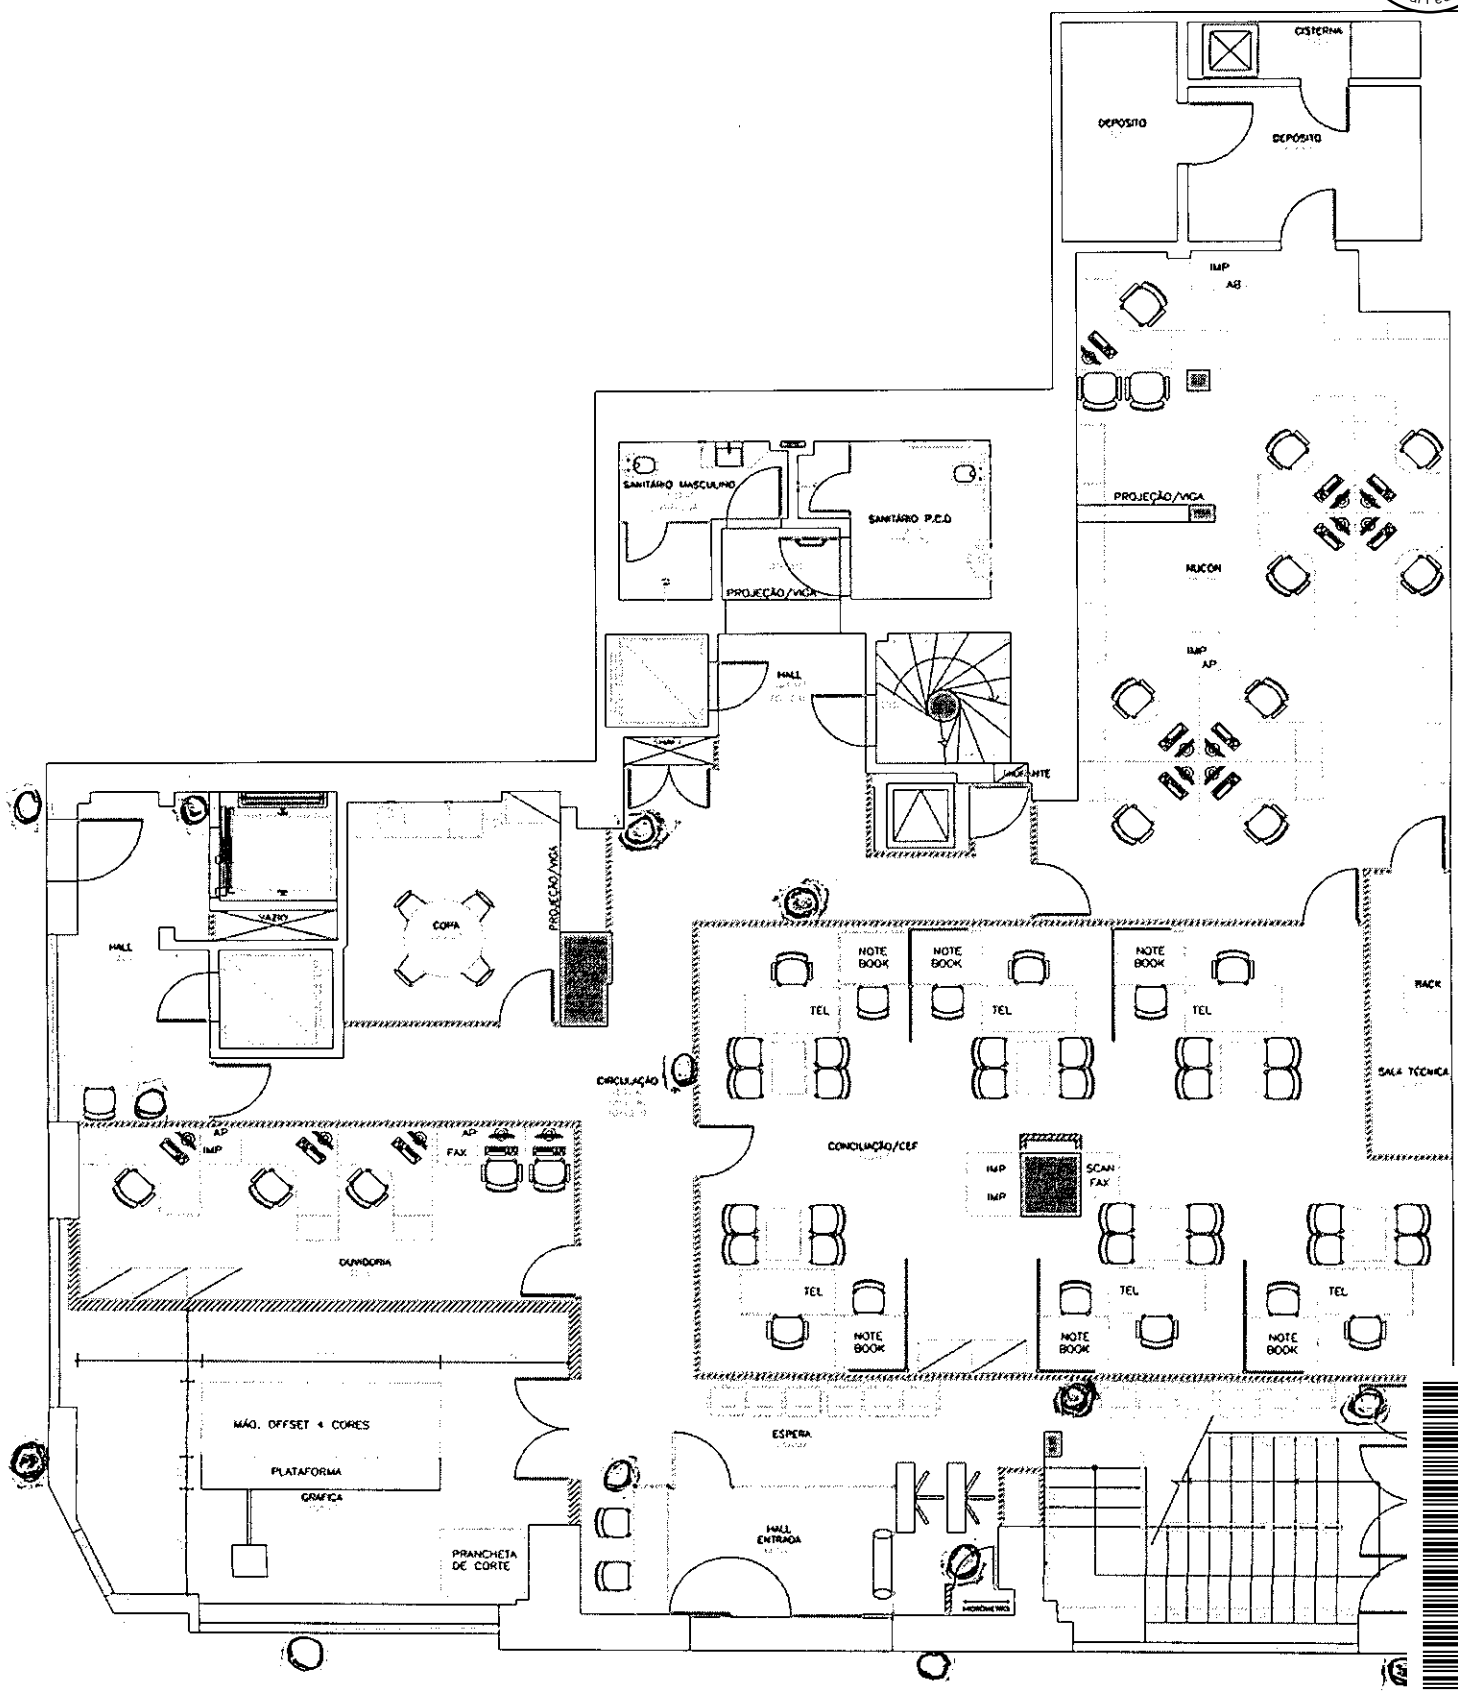 CISTERNA
DEPÓSITO
DEPÓSITO
IMP
AB
SANITÁRIO MASCULINO
SANITÁRIO P.C.D
PROJEÇÃO/VIGA
NUCON
PROJEÇÃO/VIGA
IMP
AP
HALL
PROJEÇÃO/VIGA
VAZIO
COPA
HALL
NOTE
BOOK
NOTE
BOOK
NOTE
BOOK
TEL
TEL
TEL
RACK
SALA TÉCNICA
CIRCULAÇÃO
AP
IMP
AP
FAX
CONCILIAÇÃO/CEF
IMP
IMP
SCAN
FAX
OUVIDORIA
TEL
TEL
TEL
NOTE
BOOK
NOTE
BOOK
NOTE
BOOK
MÁQ. OFFSET 4 CORES
PLATAFORMA
GRÁFICA
ESPERA
HALL
ENTRADA
PRANCHETA
DE CORTE
HIDRÔMETRO